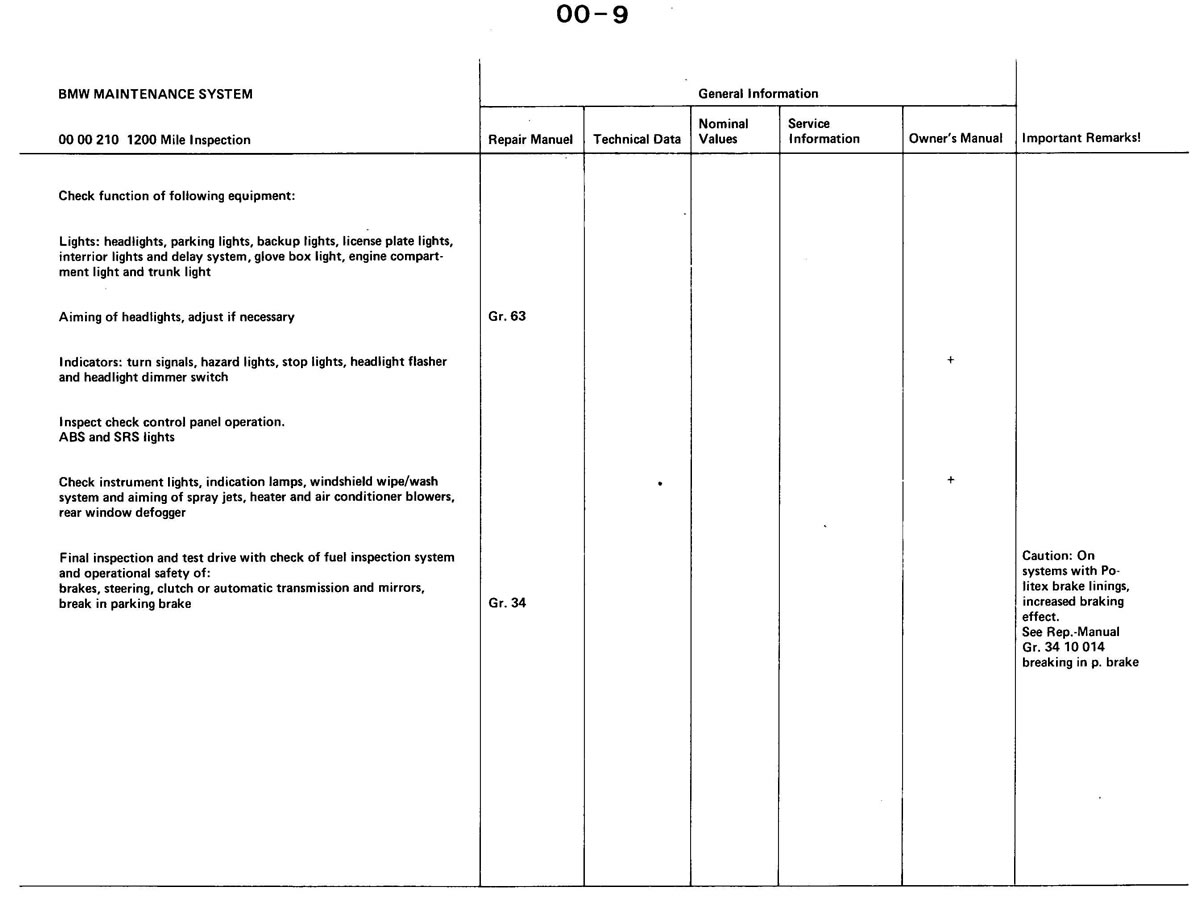 00-9
BMW MAINTENANCE SYSTEM
General Information
00 00 210 1200 Mile Inspection
Repair Manuel
Technical Data
Nominal
Values
Service
Information
Owner's Manual
Important Remarks!
Check function of following equipment:
Lights: headlights, parking lights, backup lights, license plate lights,
interrior lights and delay system, glove box light, engine compart-
ment light and trunk light
Aiming of headlights, adjust if necessary
Gr. 63
Indicators: turn signals, hazard lights, stop lights, headlight flasher
and headlight dimmer switch
+
Inspect check control panel operation.
ABS and SRS lights
Check instrument lights, indication lamps, windshield wipe/wash
system and aiming of spray jets, heater and air conditioner blowers,
rear window defogger
+
Final inspection and test drive with check of fuel inspection system
and operational safety of:
brakes, steering, clutch or automatic transmission and mirrors,
break in parking brake
Gr. 34
Caution: On
systems with Po-
litex brake linings,
increased braking
effect.
See Rep.-Manual
Gr. 34 10 014
breaking in p. brake